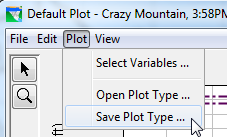 Default Plot - Crazy Mountain, 3:58PM
File Edit Plot View
Select Variables ...
Open Plot Type ...
Save Plot Type ...